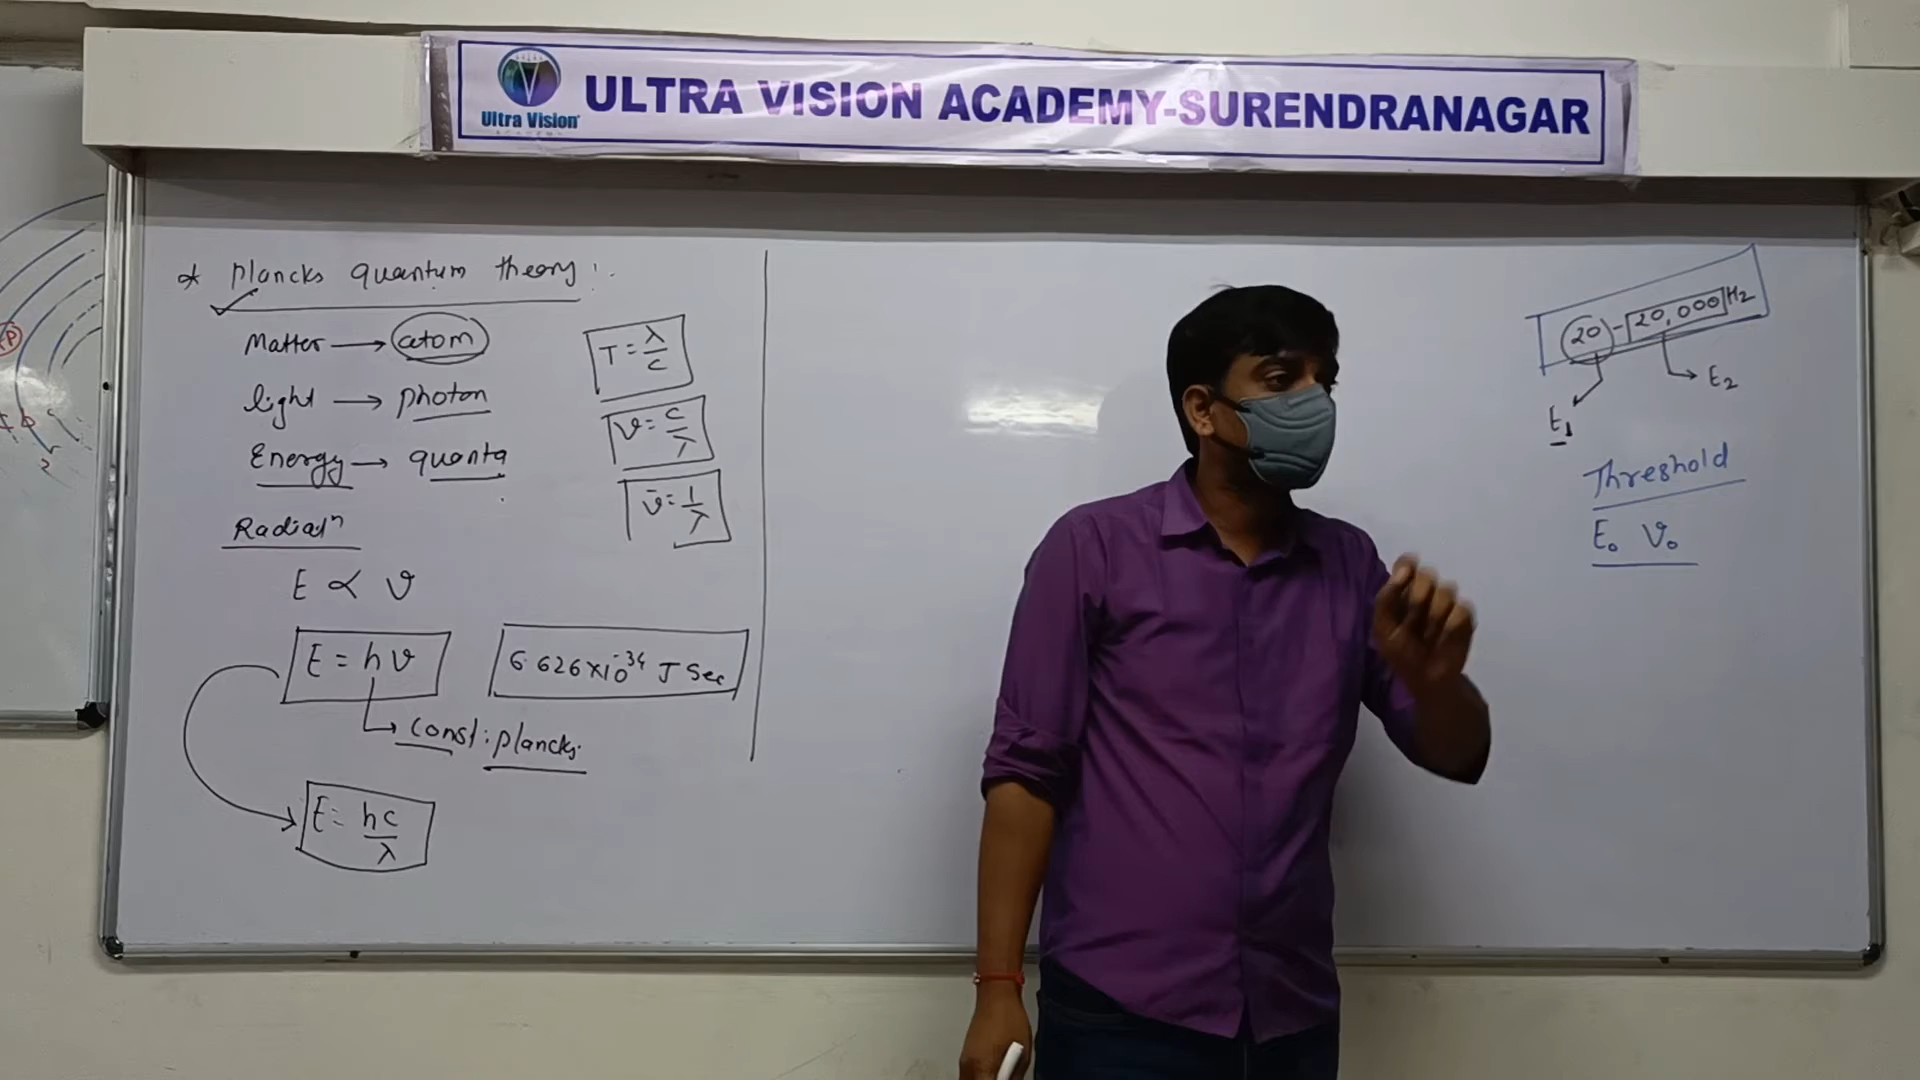 Ultra Vision
ACADEMY
ULTRA VISION ACADEMY-SURENDRANAGAR
* Plancks quantum theory :.
Matter → atom
light → photon
Energy → quanta
Radiatⁿ
E ∝ ν
E = hν
6.626×10⁻³⁴ J Sec
const: plancks.
E = hc/λ
T = λ/c
ν = c/λ
ν̄ = 1/λ
20 - 20,000 Hz
E₁
E₂
Threshold
E₀ ν₀